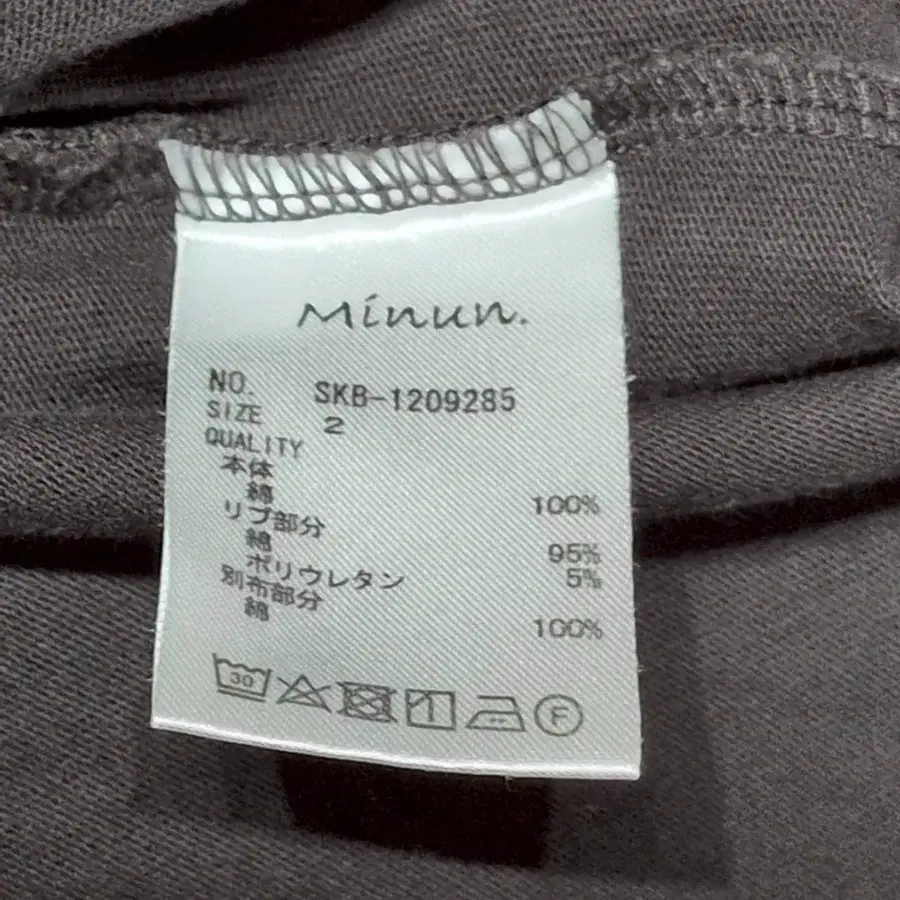 Minun.
NO. SKB-1209285
SIZE 2
QUALITY
本体
綿 100%
リブ部分
綿 95%
ポリウレタン 5%
別布部分
綿 100%
30
F